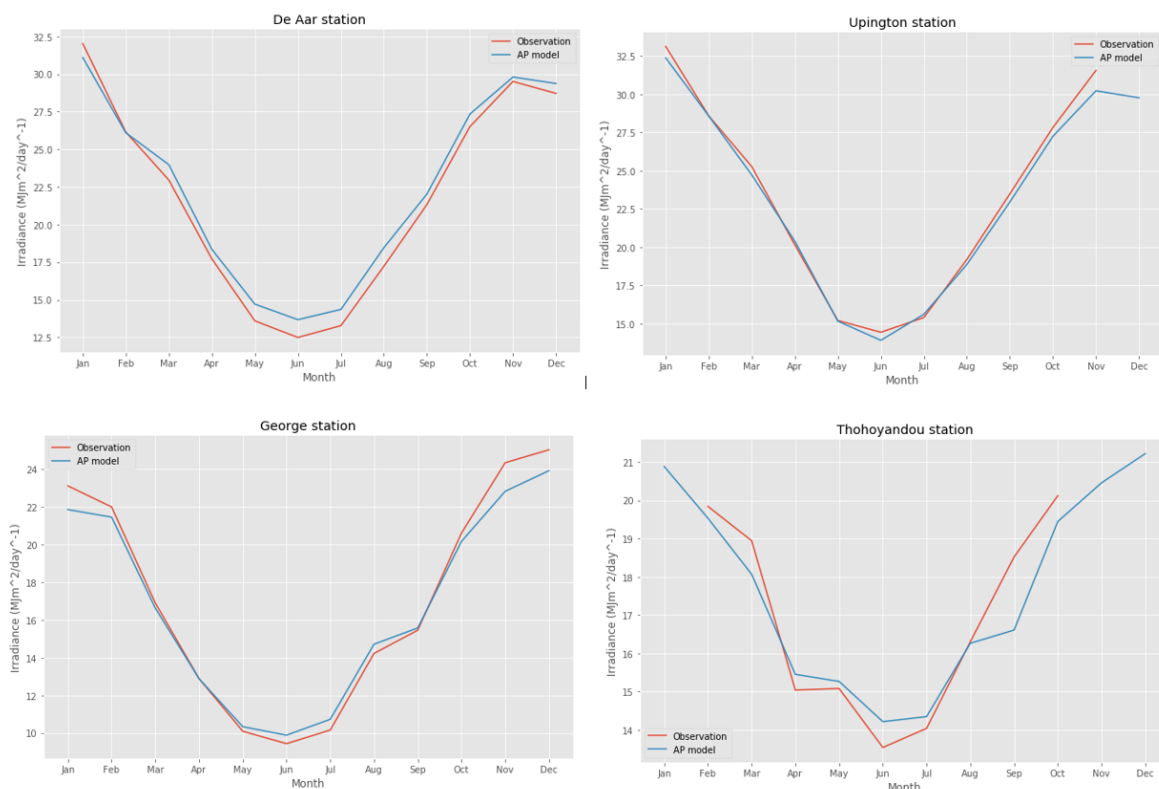 De Aar station
Irradiance (MJm^2/day^-1)
32.5
30.0
27.5
25.0
22.5
20.0
17.5
15.0
12.5
Observation
AP model
Jan Feb Mar Apr May Jun Jul Aug Sep Oct Nov Dec
Month
Upington station
Irradiance (MJm^2/day^-1)
32.5
30.0
27.5
25.0
22.5
20.0
17.5
15.0
Observation
AP model
Jan Feb Mar Apr May Jun Jul Aug Sep Oct Nov Dec
Month
George station
Irradiance (MJm^2/day^-1)
24
22
20
18
16
14
12
10
Observation
AP model
Jan Feb Mar Apr May Jun Jul Aug Sep Oct Nov Dec
Month
Thohoyandou station
Irradiance (MJm^2/day^-1)
21
20
19
18
17
16
15
14
Observation
AP model
Jan Feb Mar Apr May Jun Jul Aug Sep Oct Nov Dec
Month